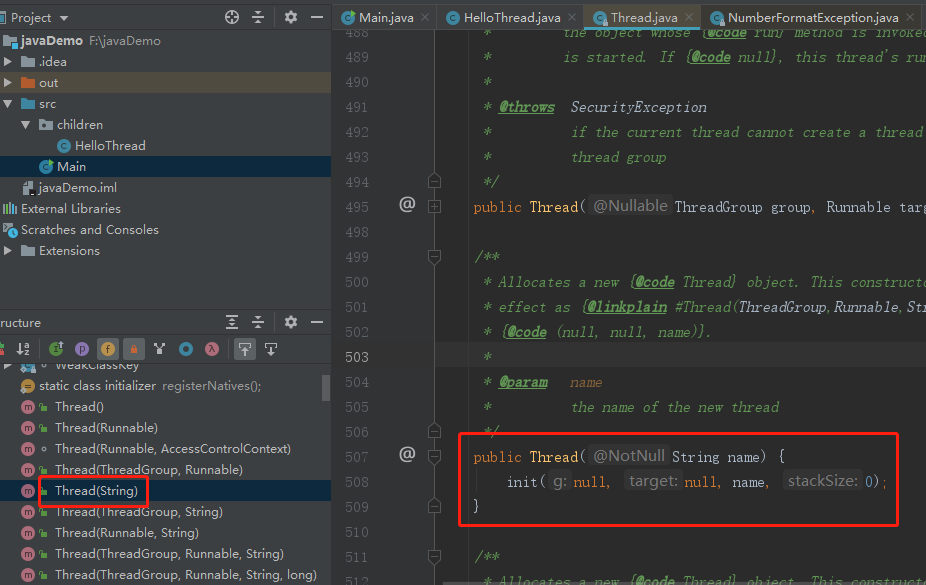 Project
Main.java
HelloThread.java
Thread.java
NumberFormatException.java
javaDemo F:\javaDemo
.idea
out
src
children
HelloThread
Main
javaDemo.iml
External Libraries
Scratches and Consoles
Extensions
ructure
WeakClassKey
static class initializer registerNatives();
Thread()
Thread(Runnable)
Thread(Runnable, AccessControlContext)
Thread(ThreadGroup, Runnable)
Thread(String)
Thread(ThreadGroup, String)
Thread(Runnable, String)
Thread(ThreadGroup, Runnable, String)
Thread(ThreadGroup, Runnable, String, long)
488 * the object whose {@code run} method is invoked
489 * is started. If {@code null}, this thread's run
490 *
491 * @throws SecurityException
492 * if the current thread cannot create a thread
493 * thread group
494 */
495 @ public Thread( @Nullable ThreadGroup group, Runnable targ
498
499 /**
500 * Allocates a new {@code Thread} object. This constructo
501 * effect as {@linkplain #Thread(ThreadGroup,Runnable,Str
502 * {@code (null, null, name)}.
503 *
504 * @param name
505 * the name of the new thread
506 */
507 @ public Thread( @NotNull String name) {
508 init( g: null, target: null, name, stackSize: 0);
509 }
510
511 /**
512 * Allocates a new {@code Thread} object. This constructo